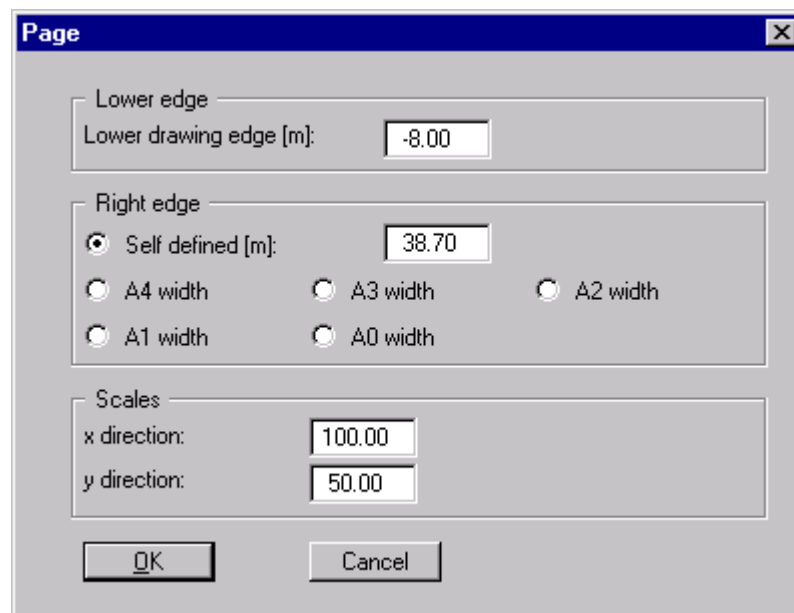 Page
Lower edge
Lower drawing edge [m]: -8.00
Right edge
Self defined [m]: 38.70
A4 width A3 width A2 width
A1 width A0 width
Scales
x direction: 100.00
y direction: 50.00
OK Cancel